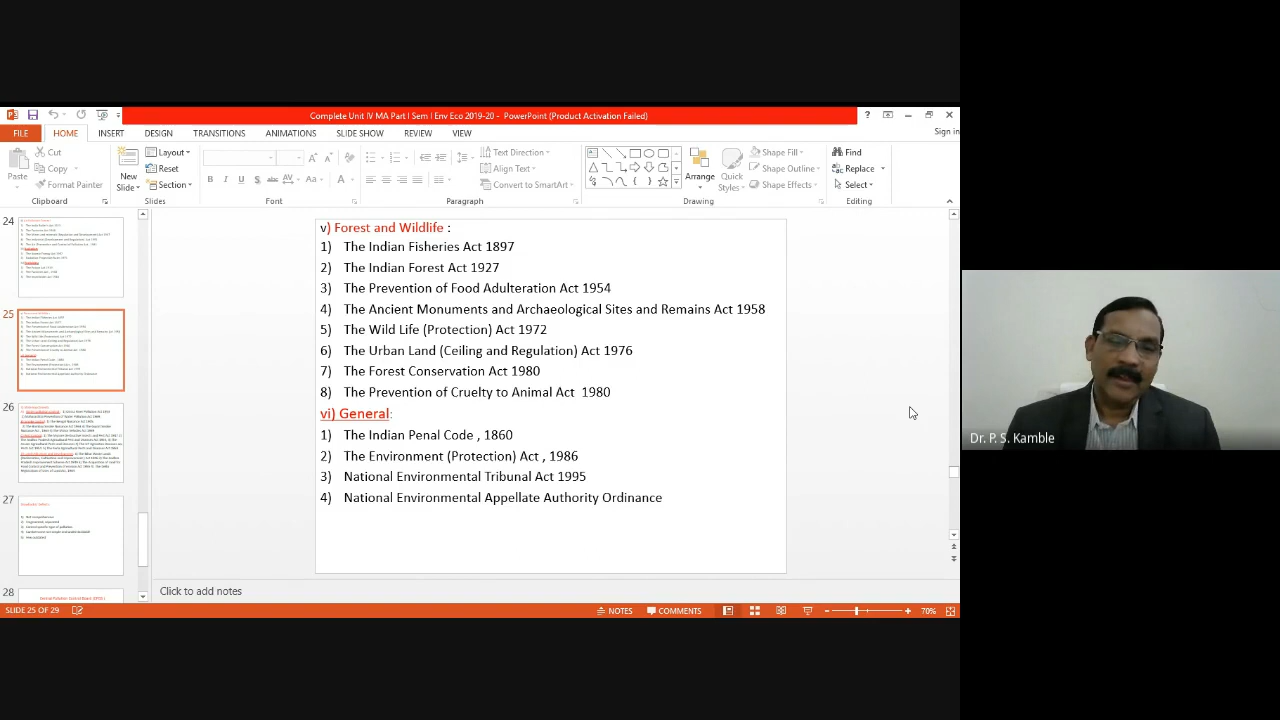 Complete Unit IV MA Part I Sem I Env Eco 2019-20 - PowerPoint (Product Activation Failed)
FILE HOME INSERT DESIGN TRANSITIONS ANIMATIONS SLIDE SHOW REVIEW VIEW Sign in
Cut
Copy
Format Painter
Paste
Clipboard
New Slide
Layout
Reset
Section
Slides
Font
Text Direction
Align Text
Convert to SmartArt
Paragraph
Arrange
Quick Styles
Shape Fill
Shape Outline
Shape Effects
Drawing
Find
Replace
Select
Editing
24
25
26
27
28
v) Forest and Wildlife :
1) The Indian Fisheries Act 1897
2) The Indian Forest Act 1927
3) The Prevention of Food Adulteration Act 1954
4) The Ancient Monuments and Archaeological Sites and Remains Act 1958
5) The Wild Life (Protection) Act 1972
6) The Urban Land (Ceiling and Regulation) Act 1976
7) The Forest Conservation Act 1980
8) The Prevention of Cruelty to Animal Act 1980
vi) General:
1) The Indian Penal Code , 1860
2) The Environment (Protection) Act , 1986
3) National Environmental Tribunal Act 1995
4) National Environmental Appellate Authority Ordinance
Click to add notes
SLIDE 25 OF 29 NOTES COMMENTS 70%
Dr. P. S. Kamble